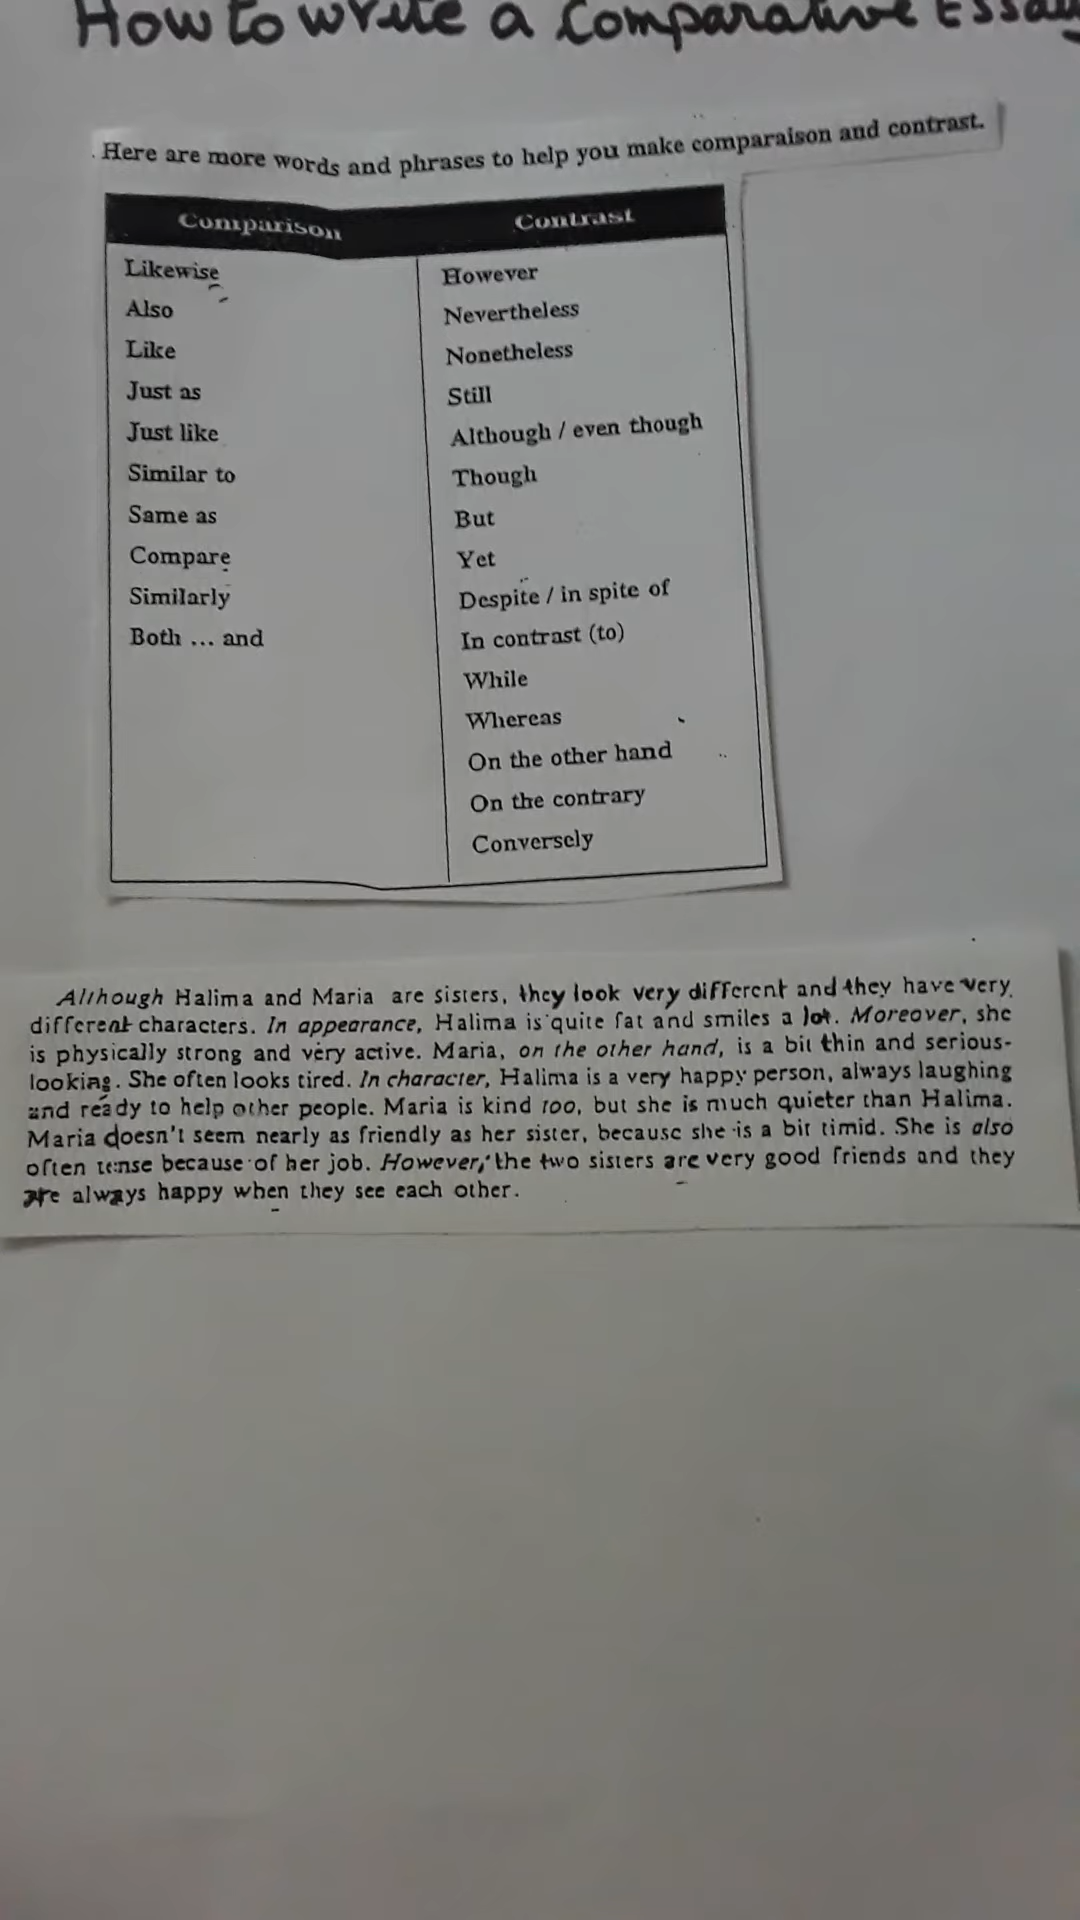 How to write a Comparative Essay
Here are more words and phrases to help you make comparaison and contrast.
Comparison Contrast
Likewise However
Also Nevertheless
Like Nonetheless
Just as Still
Just like Although / even though
Similar to Though
Same as But
Compare Yet
Similarly Despite / in spite of
Both ... and In contrast (to)
While
Whereas
On the other hand
On the contrary
Conversely
Although Halima and Maria are sisters, they look very different and they have very
different characters. In appearance, Halima is quite fat and smiles a lot. Moreover, she
is physically strong and very active. Maria, on the other hand, is a bit thin and serious-
looking. She often looks tired. In character, Halima is a very happy person, always laughing
and ready to help other people. Maria is kind too, but she is much quieter than Halima.
Maria doesn't seem nearly as friendly as her sister, because she is a bit timid. She is also
often tense because of her job. However, the two sisters are very good friends and they
are always happy when they see each other.